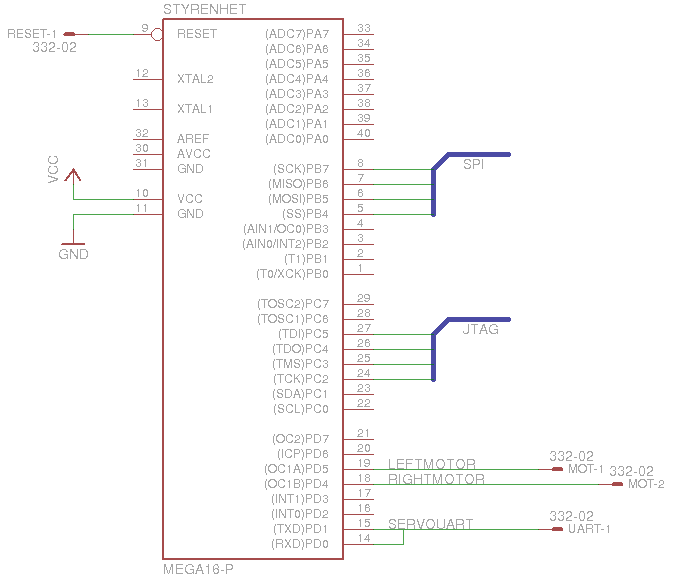 STYRENHET
RESET-1
332-02
9 RESET
12 XTAL2
13 XTAL1
32 AREF
30 AVCC
31 GND
VCC
10 VCC
11 GND
GND
(ADC7)PA7 33
(ADC6)PA6 34
(ADC5)PA5 35
(ADC4)PA4 36
(ADC3)PA3 37
(ADC2)PA2 38
(ADC1)PA1 39
(ADC0)PA0 40
(SCK)PB7 8
(MISO)PB6 7
(MOSI)PB5 6
(SS)PB4 5
(AIN1/OC0)PB3 4
(AIN0/INT2)PB2 3
(T1)PB1 2
(T0/XCK)PB0 1
SPI
(TOSC2)PC7 29
(TOSC1)PC6 28
(TDI)PC5 27
(TDO)PC4 26
(TMS)PC3 25
(TCK)PC2 24
(SDA)PC1 23
(SCL)PC0 22
JTAG
(OC2)PD7 21
(ICP)PD6 20
(OC1A)PD5 19 LEFTMOTOR
332-02
MOT-1
(OC1B)PD4 18 RIGHTMOTOR
332-02
MOT-2
(INT1)PD3 17
(INT0)PD2 16
(TXD)PD1 15 SERVOUART
332-02
UART-1
(RXD)PD0 14
MEGA16-P